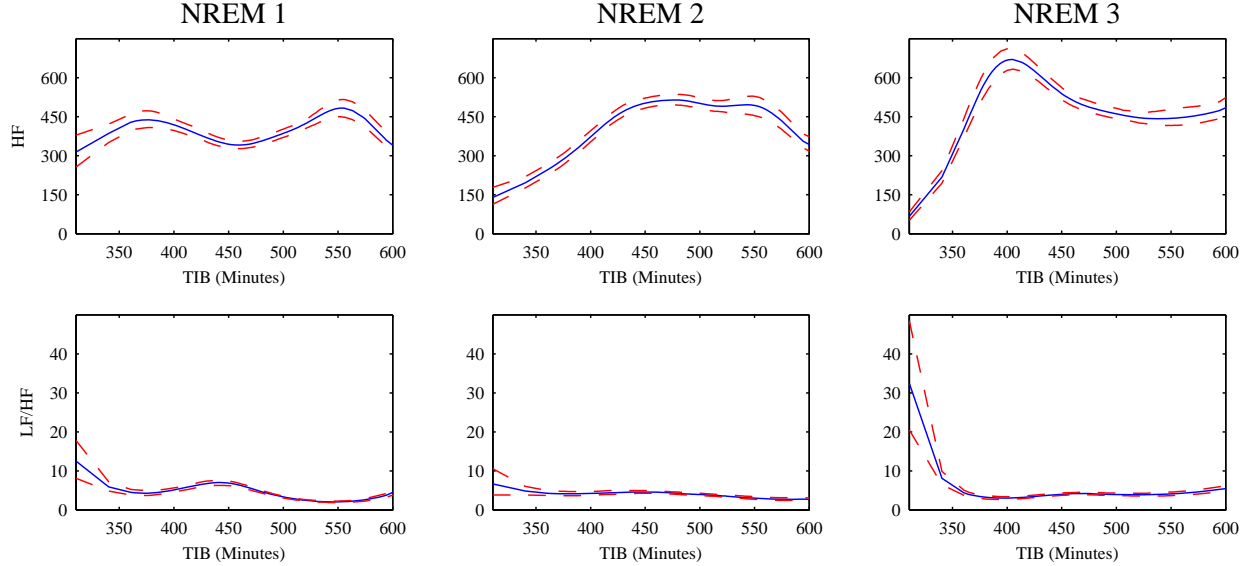 NREM 1 NREM 2 NREM 3
HF
600 600 600
450 450 450
300 300 300
150 150 150
0 0 0
350 400 450 500 550 600 350 400 450 500 550 600 350 400 450 500 550 600
TIB (Minutes) TIB (Minutes) TIB (Minutes)
LF/HF
40 40 40
30 30 30
20 20 20
10 10 10
0 0 0
350 400 450 500 550 600 350 400 450 500 550 600 350 400 450 500 550 600
TIB (Minutes) TIB (Minutes) TIB (Minutes)